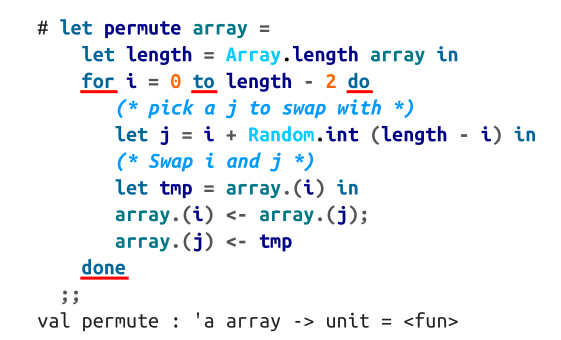 # let permute array =
let length = Array.length array in
for i = 0 to length - 2 do
(* pick a j to swap with *)
let j = i + Random.int (length - i) in
(* Swap i and j *)
let tmp = array.(i) in
array.(i) <- array.(j);
array.(j) <- tmp
done
;;
val permute : 'a array -> unit = <fun>